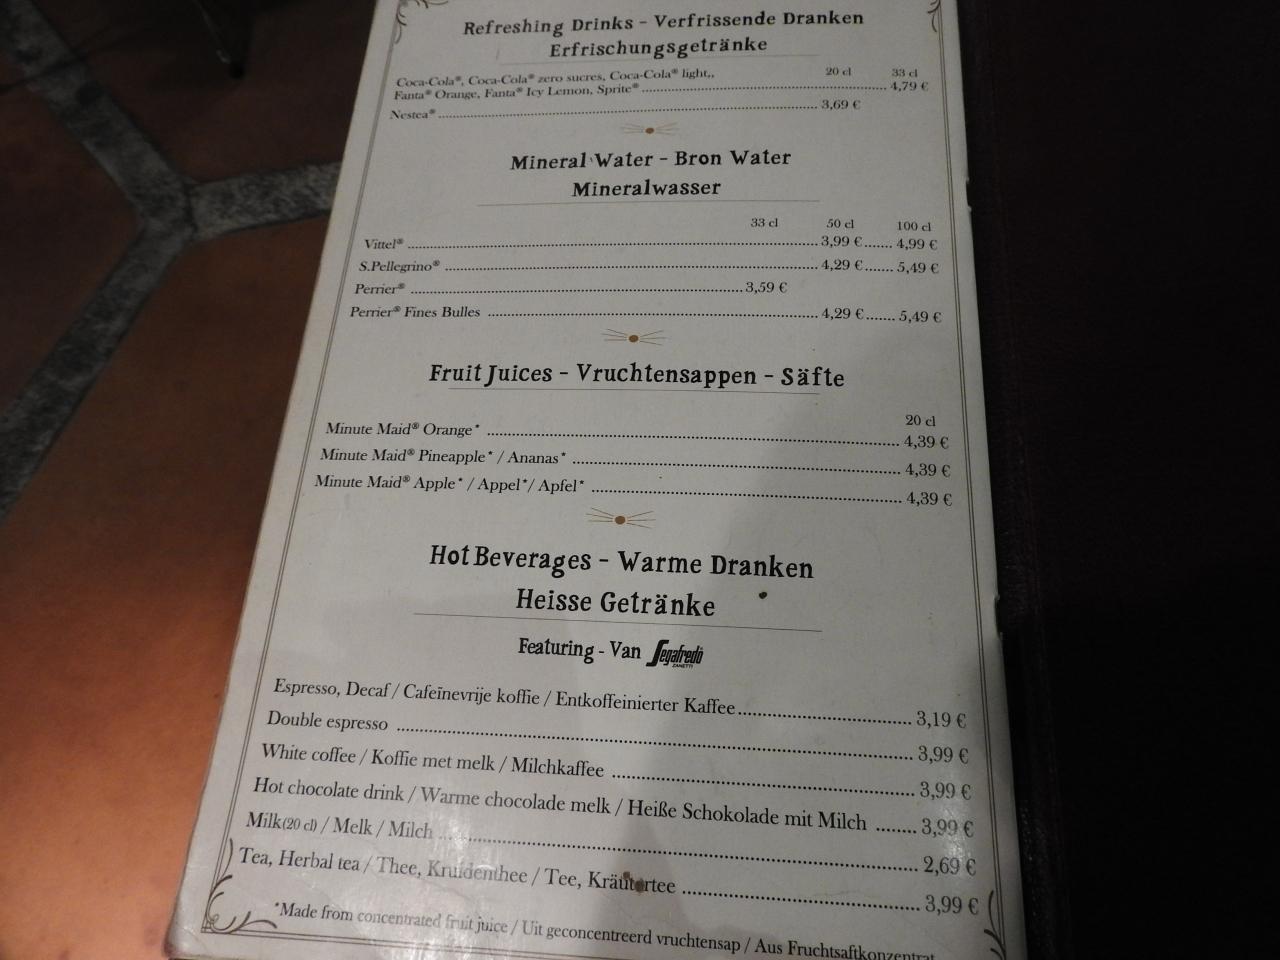 Refreshing Drinks - Verfrissende Dranken
Erfrischungsgetränke
20 cl 33 cl
Coca-Cola®, Coca-Cola® zero sucres, Coca-Cola® light,,
Fanta® Orange, Fanta® Icy Lemon, Sprite® 4,79 €
Nestea® 3,69 €
Mineral Water - Bron Water
Mineralwasser
33 cl 50 cl 100 cl
Vittel® 3,99 € 4,99 €
S.Pellegrino® 4,29 € 5,49 €
Perrier® 3,59 €
Perrier® Fines Bulles 4,29 € 5,49 €
Fruit Juices - Vruchtensappen - Säfte
20 cl
Minute Maid® Orange* 4,39 €
Minute Maid® Pineapple* / Ananas* 4,39 €
Minute Maid® Apple* / Appel*/ Apfel* 4,39 €
Hot Beverages - Warme Dranken
Heisse Getränke
Featuring - Van Segafredo
ZANETTI
Espresso, Decaf / Cafeïnevrije koffie / Entkoffeinierter Kaffee 3,19 €
Double espresso 3,99 €
White coffee / Koffie met melk / Milchkaffee 3,99 €
Hot chocolate drink / Warme chocolade melk / Heiße Schokolade mit Milch 3,99 €
Milk(20 cl) / Melk / Milch 2,69 €
Tea, Herbal tea / Thee, Kruidenthee / Tee, Kräutertee 3,99 €
*Made from concentrated fruit juice / Uit geconcentreerd vruchtensap / Aus Fruchtsaftkonzentrat